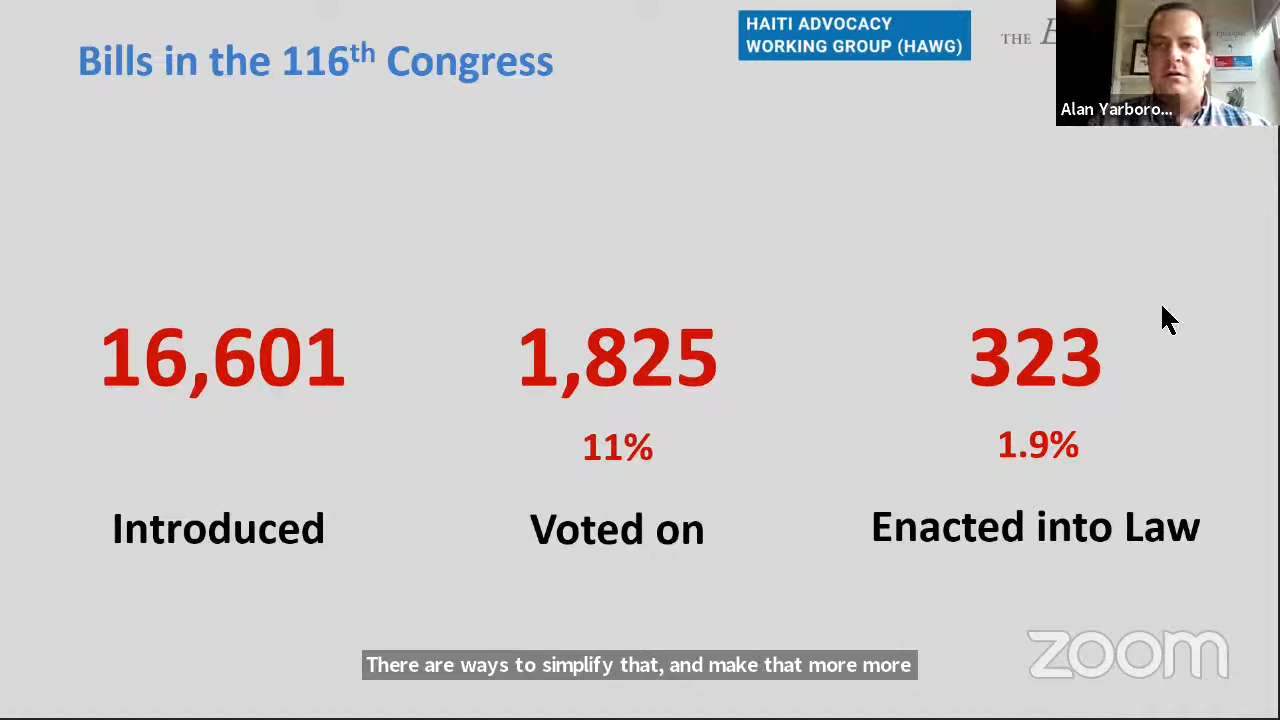 Bills in the 116th Congress
HAITI ADVOCACY
WORKING GROUP (HAWG)
THE
Alan Yarboro...
16,601
1,825
323
11%
1.9%
Introduced
Voted on
Enacted into Law
There are ways to simplify that, and make that more more
zoom